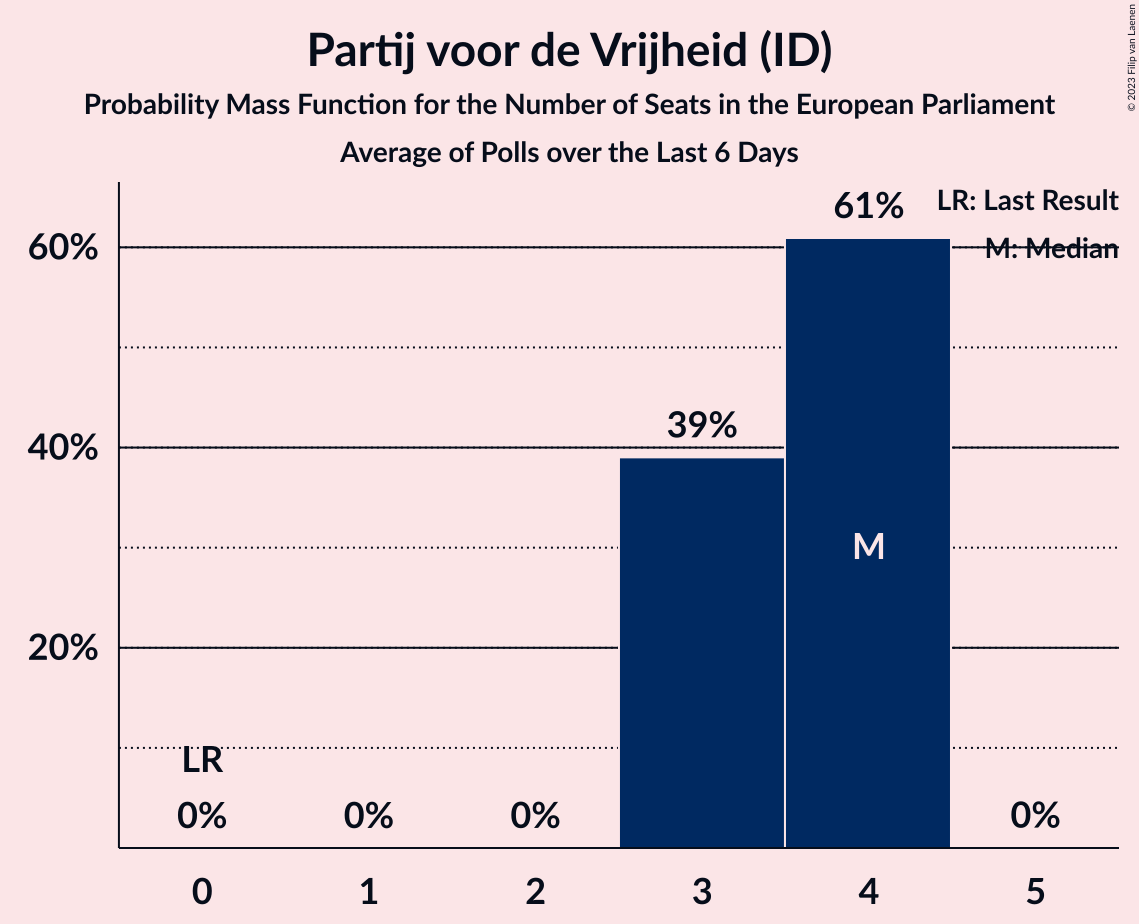 Partij voor de Vrijheid (ID)
Probability Mass Function for the Number of Seats in the European Parliament
Average of Polls over the Last 6 Days
© 2023 Filip van Laenen
LR: Last Result
M: Median
60%
40%
20%
61%
39%
M
LR
0%
0%
0%
0%
0
1
2
3
4
5